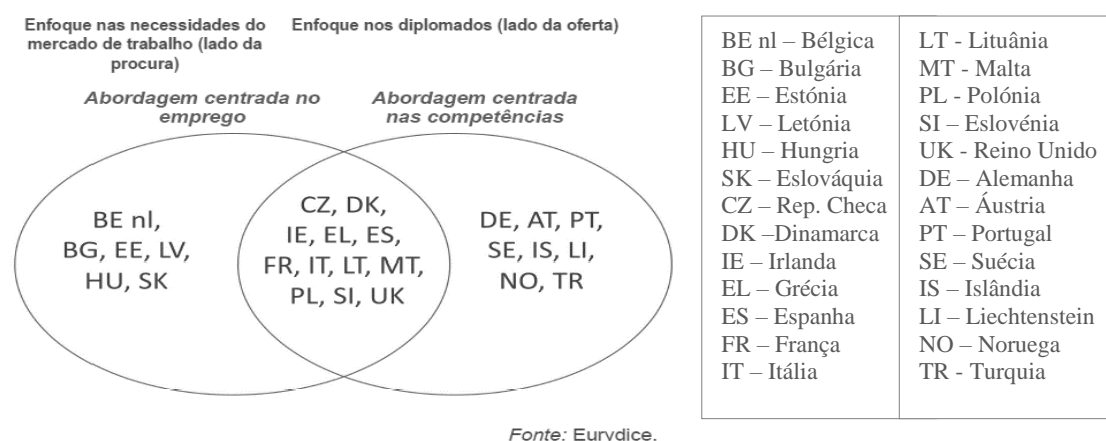 Enfoque nas necessidades do
mercado de trabalho (lado da
procura)
Enfoque nos diplomados (lado da oferta)
Abordagem centrada no
emprego
Abordagem centrada
nas competências
BE nl,
BG, EE, LV,
HU, SK
CZ, DK,
IE, EL, ES,
FR, IT, LT, MT,
PL, SI, UK
DE, AT, PT,
SE, IS, LI,
NO, TR
Fonte: Eurydice.
BE nl – Bélgica
BG – Bulgária
EE – Estónia
LV – Letónia
HU – Hungria
SK – Eslováquia
CZ – Rep. Checa
DK –Dinamarca
IE – Irlanda
EL – Grécia
ES – Espanha
FR – França
IT – Itália
LT - Lituânia
MT - Malta
PL - Polónia
SI – Eslovénia
UK - Reino Unido
DE – Alemanha
AT – Áustria
PT – Portugal
SE – Suécia
IS – Islândia
LI – Liechtenstein
NO – Noruega
TR - Turquia